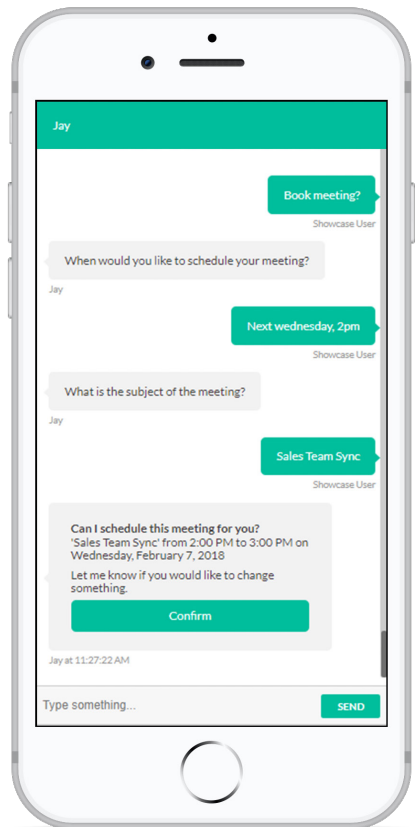 Jay
Book meeting?
Showcase User
When would you like to schedule your meeting?
Jay
Next wednesday, 2pm
Showcase User
What is the subject of the meeting?
Jay
Sales Team Sync
Showcase User
Can I schedule this meeting for you?
'Sales Team Sync' from 2:00 PM to 3:00 PM on
Wednesday, February 7, 2018
Let me know if you would like to change
something.
Confirm
Jay at 11:27:22 AM
Type something...
SEND